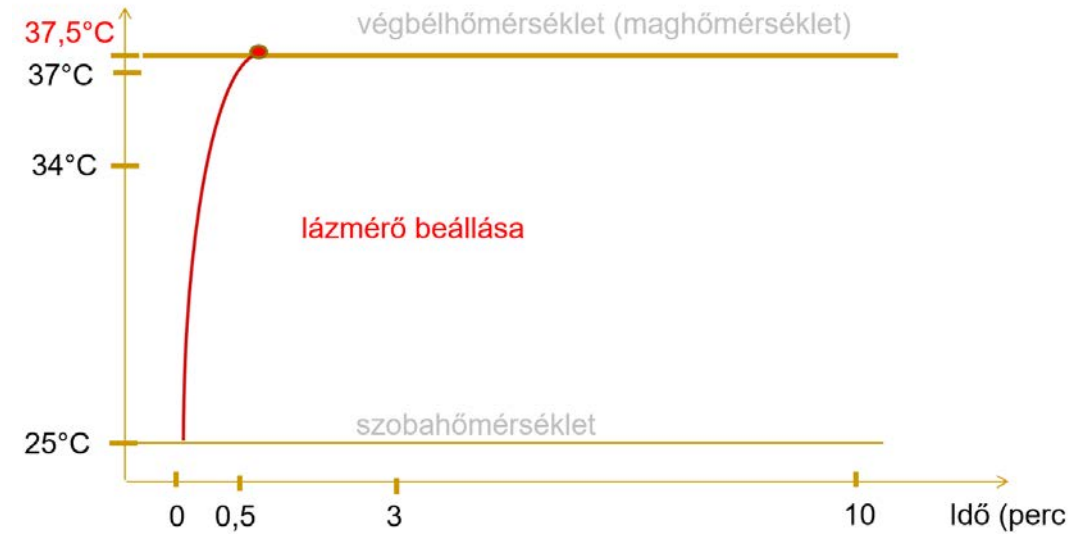 végbélhőmérséklet (maghőmérséklet)
37,5°C
37°C
34°C
lázmérő beállása
szobahőmérséklet
25°C
0 0,5 3 10 Idő (perc